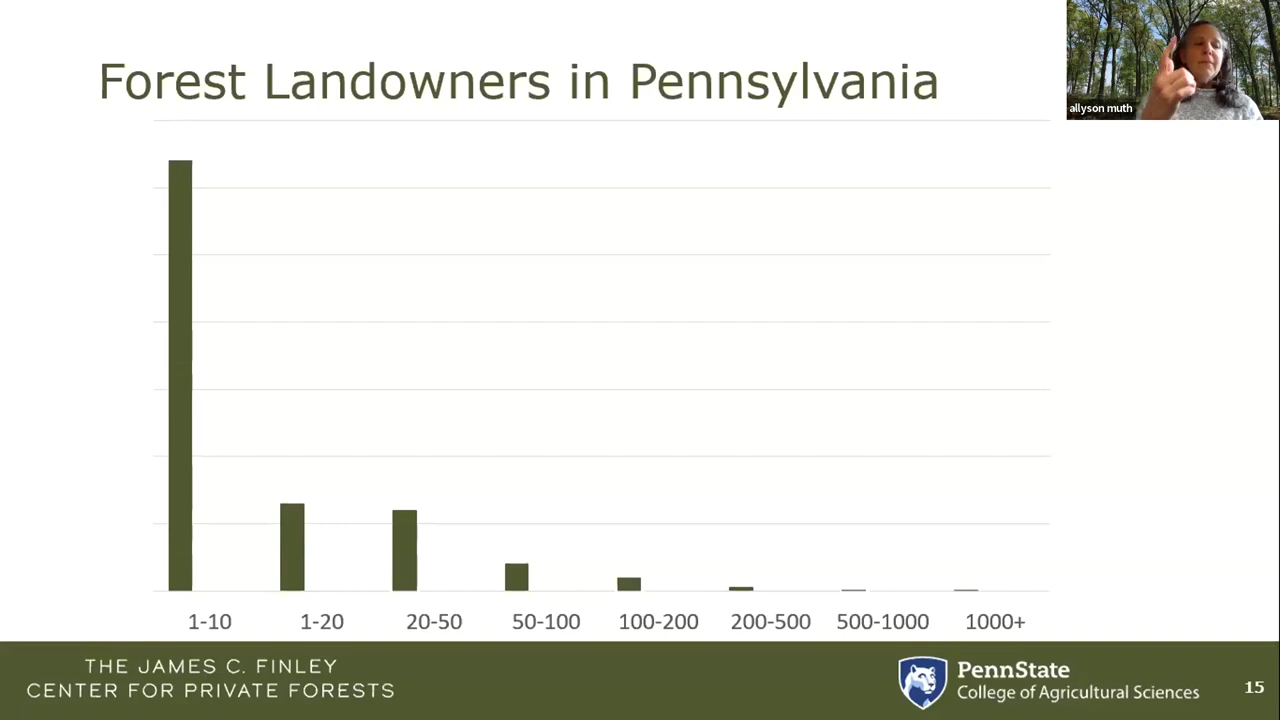 Forest Landowners in Pennsylvania
allyson muth
1-10 1-20 20-50 50-100 100-200 200-500 500-1000 1000+
THE JAMES C. FINLEY
CENTER FOR PRIVATE FORESTS
PennState
College of Agricultural Sciences
15